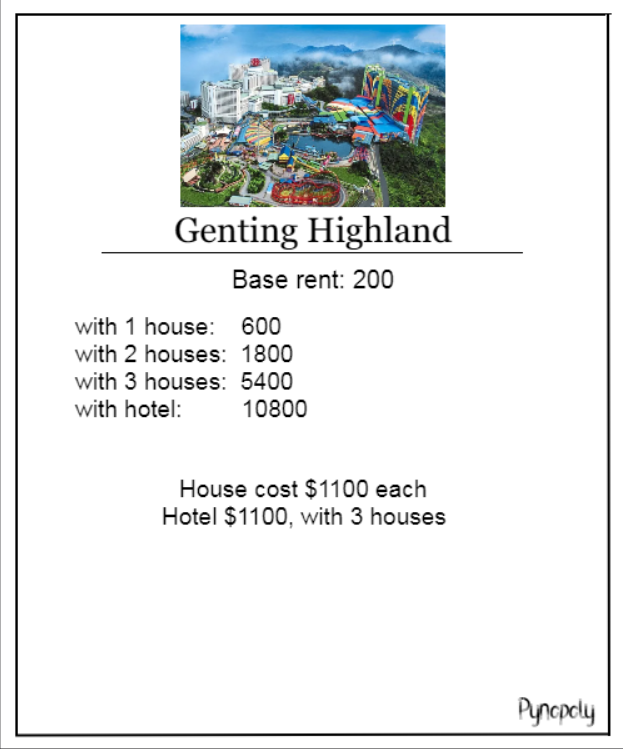 Genting Highland
Base rent: 200
with 1 house: 600
with 2 houses: 1800
with 3 houses: 5400
with hotel: 10800
House cost $1100 each
Hotel $1100, with 3 houses
Pynopoly